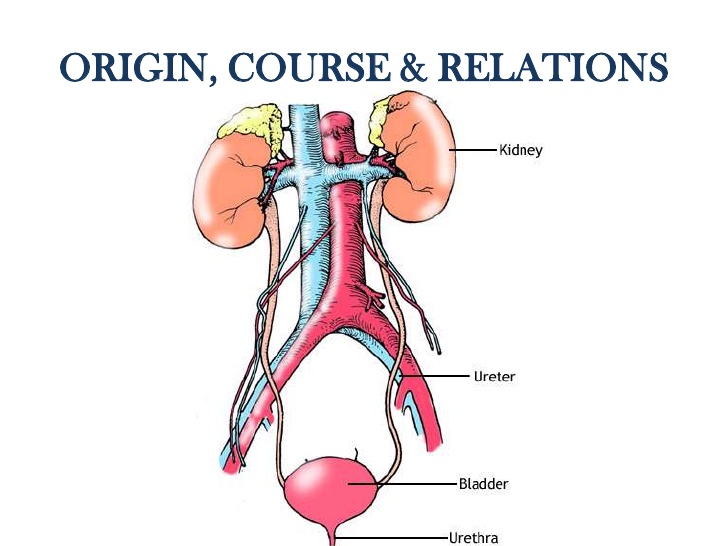 ORIGIN, COURSE & RELATIONS
Kidney
Ureter
Bladder
Urethra